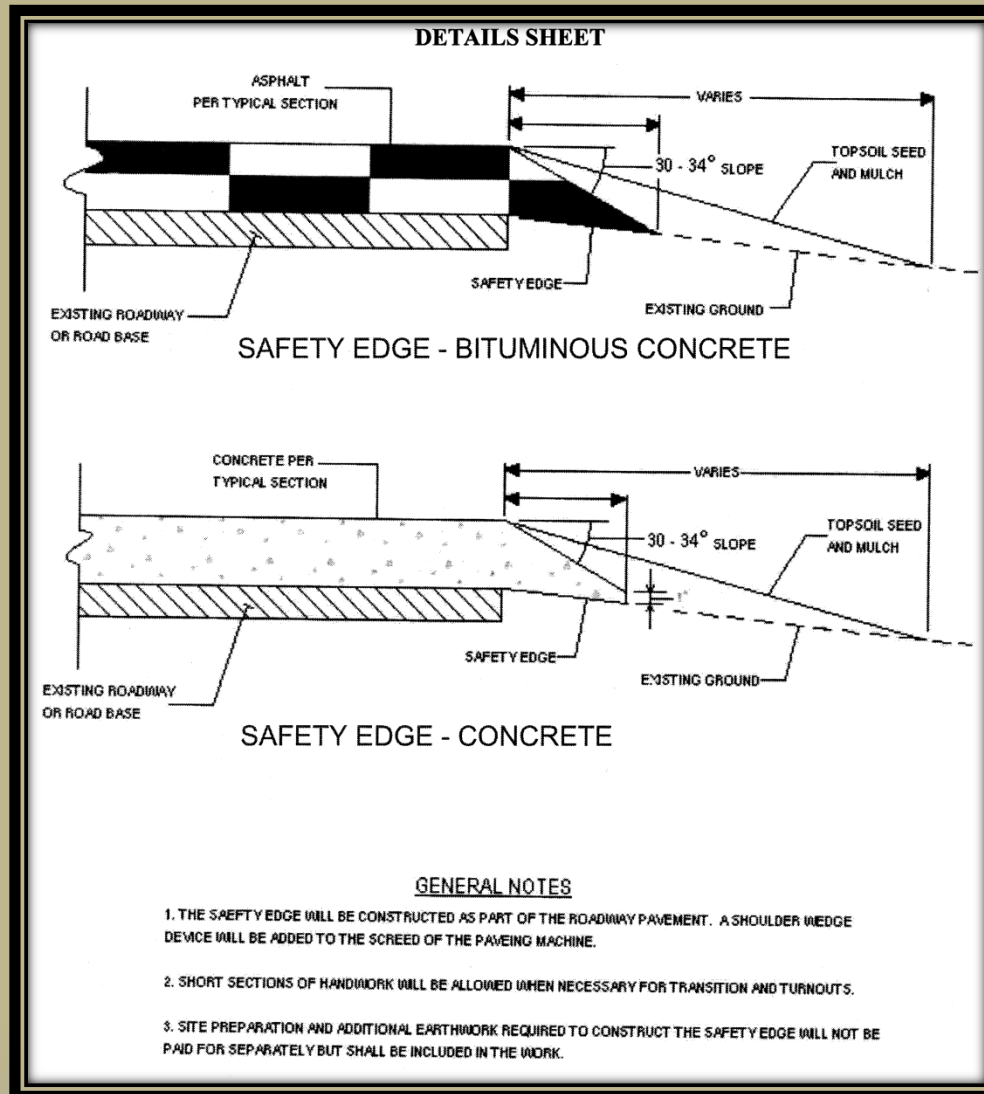 DETAILS SHEET
ASPHALT
PER TYPICAL SECTION
VARIES
30 - 34° SLOPE
TOPSOIL SEED
AND MULCH
SAFETY EDGE
EXISTING GROUND
EXISTING ROADWAY
OR ROAD BASE
SAFETY EDGE - BITUMINOUS CONCRETE
CONCRETE PER
TYPICAL SECTION
VARIES
30 - 34° SLOPE
TOPSOIL SEED
AND MULCH
1"
SAFETY EDGE
EXISTING GROUND
EXISTING ROADWAY
OR ROAD BASE
SAFETY EDGE - CONCRETE
GENERAL NOTES
1. THE SAEFTY EDGE WILL BE CONSTRUCTED AS PART OF THE ROADWAY PAVEMENT. A SHOULDER WEDGE
DEVICE WILL BE ADDED TO THE SCREED OF THE PAVEING MACHINE.
2. SHORT SECTIONS OF HANDWORK WILL BE ALLOWED WHEN NECESSARY FOR TRANSITION AND TURNOUTS.
3. SITE PREPARATION AND ADDITIONAL EARTHWORK REQUIRED TO CONSTRUCT THE SAFETY EDGE WILL NOT BE
PAID FOR SEPARATELY BUT SHALL BE INCLUDED IN THE WORK.